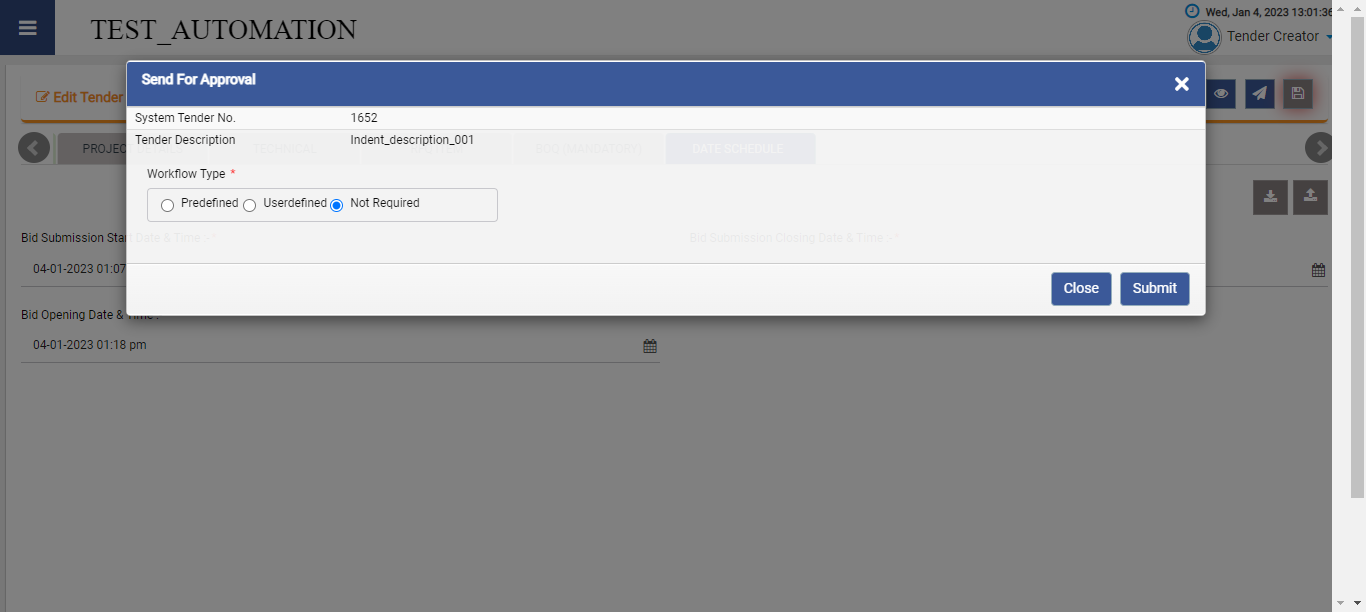 TEST_AUTOMATION
Wed, Jan 4, 2023 13:01:36
Tender Creator
Send For Approval
Edit Tender
System Tender No. 1652
Tender Description Indent_description_001
PROJECT TECHNICAL BOQ (MANDATORY) DATE SCHEDULE
Workflow Type *
Predefined Userdefined Not Required
Bid Submission Start Date & Time : * Bid Submission Closing Date & Time : *
04-01-2023 01:07
Close Submit
Bid Opening Date & Time :
04-01-2023 01:18 pm